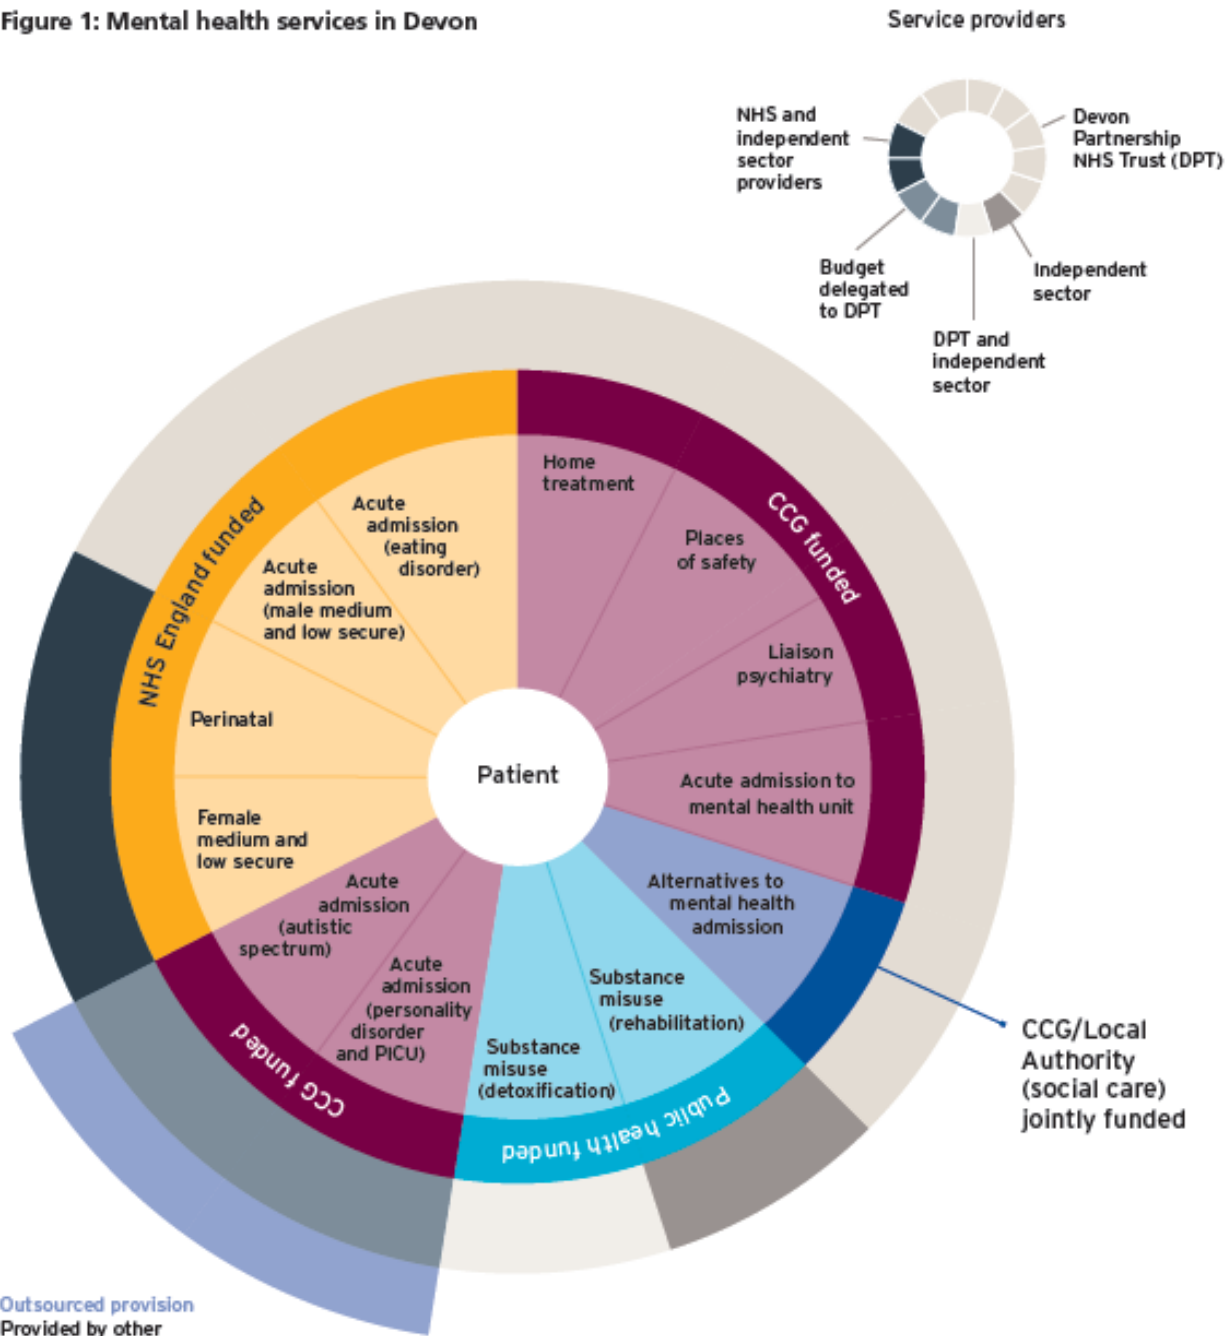 Figure 1: Mental health services in Devon
Service providers
NHS and
independent
sector
providers
Devon
Partnership
NHS Trust (DPT)
Budget
delegated
to DPT
Independent
sector
DPT and
independent
sector
NHS England funded
CCG funded
Home
treatment
Places
of safety
Liaison
psychiatry
Acute admission to
mental health unit
Acute
admission
(eating
disorder)
Acute
admission
(male medium
and low secure)
Perinatal
Patient
Female
medium and
low secure
Acute
admission
(autistic
spectrum)
Acute
admission
(personality
disorder
and PICU)
Alternatives to
mental health
admission
Substance
misuse
(rehabilitation)
Substance
misuse
(detoxification)
CCG funded
Public health funded
CCG/Local
Authority
(social care)
jointly funded
Outsourced provision
Provided by other